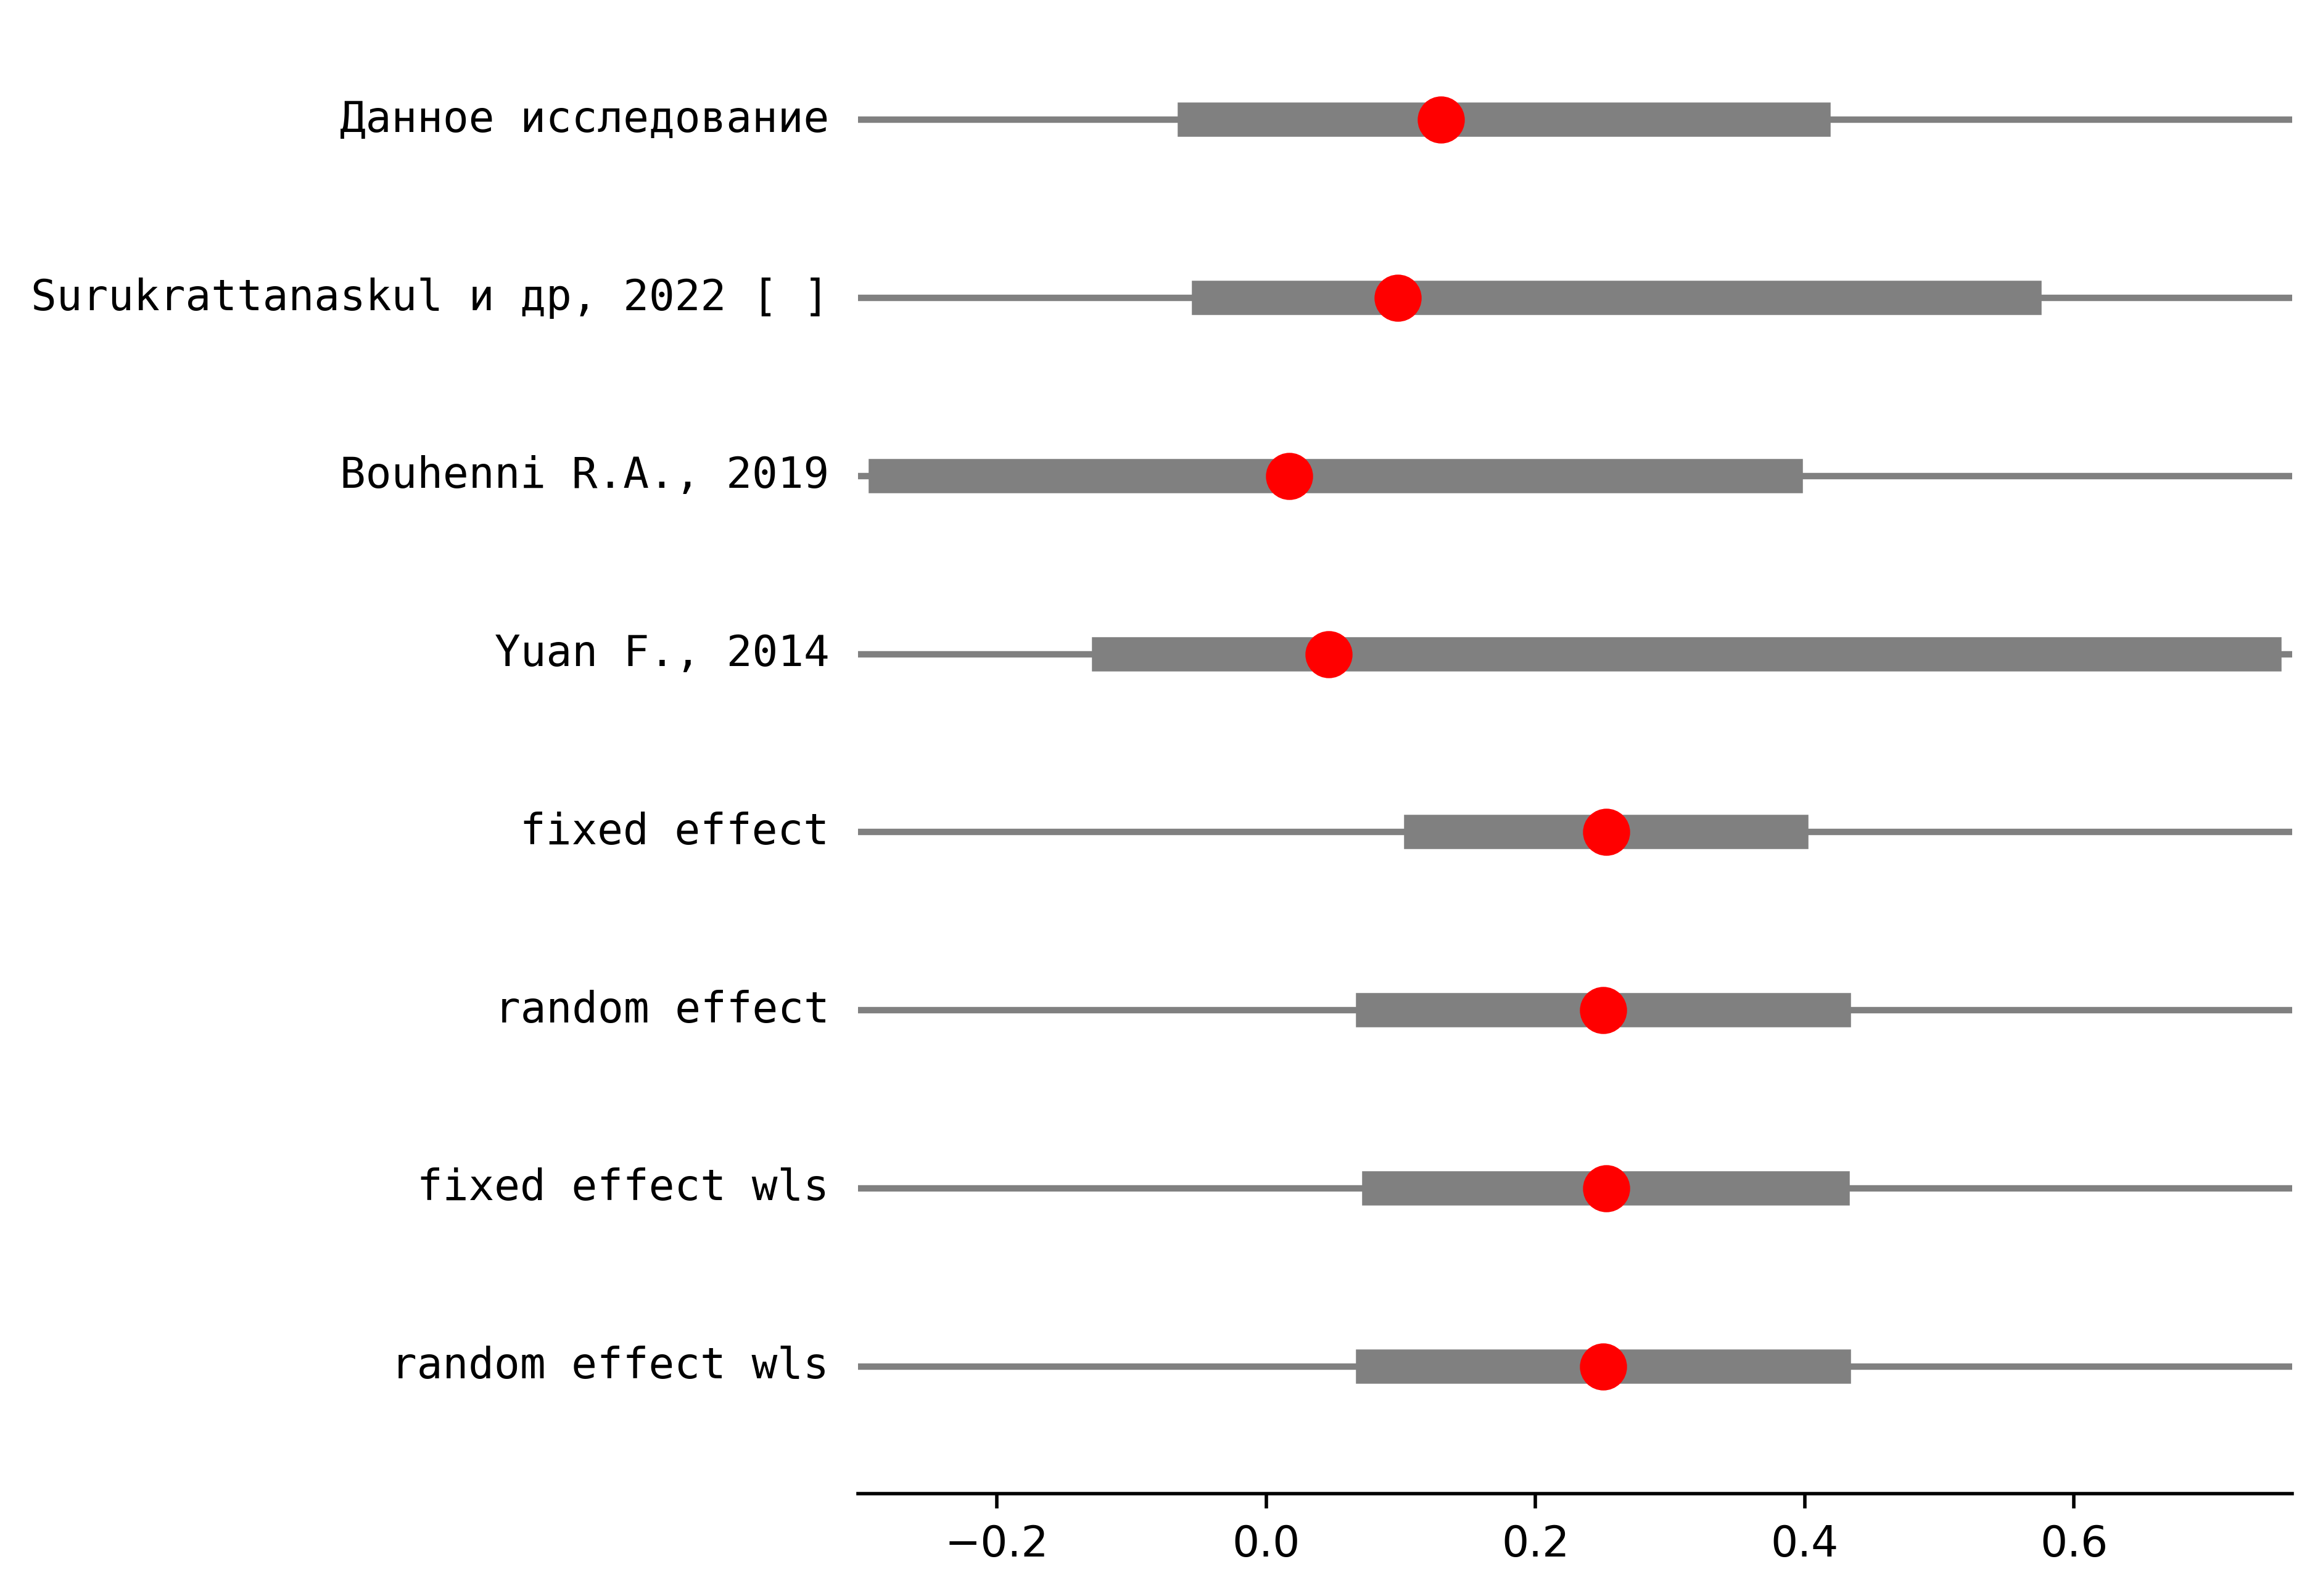 Данное исследование
Surukrattanaskul и др, 2022 [ ]
Bouhenni R.A., 2019
Yuan F., 2014
fixed effect
random effect
fixed effect wls
random effect wls
−0.2 0.0 0.2 0.4 0.6